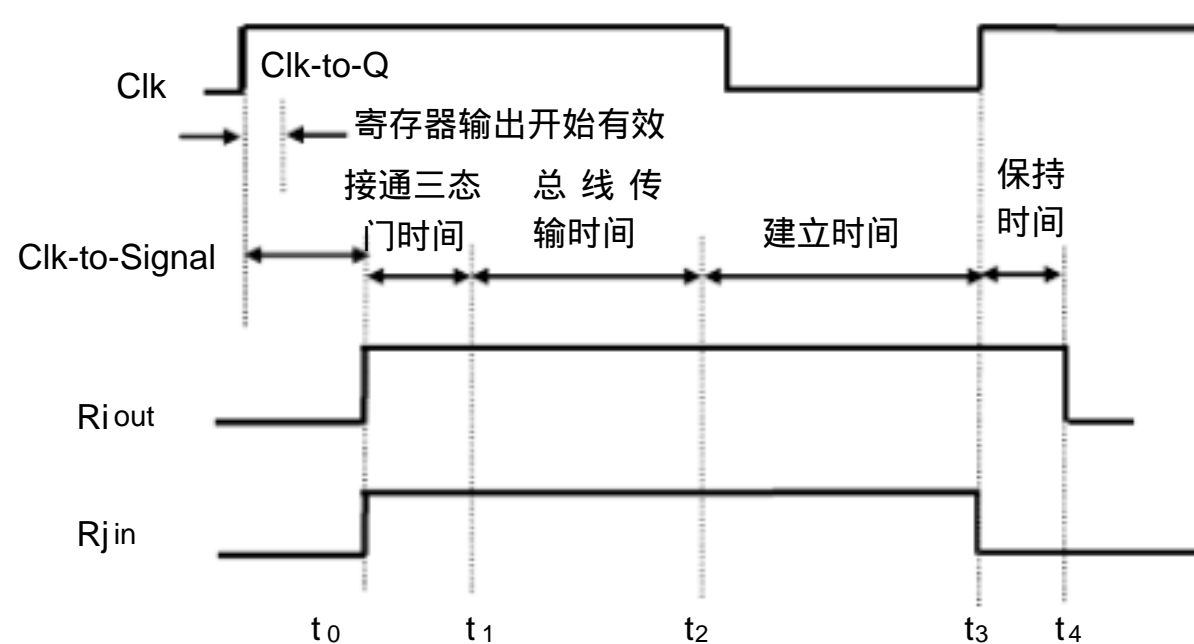 Clk
Clk-to-Q
寄存器输出开始有效
接通三态
门时间
总 线 传
输时间
建立时间
保持
时间
Clk-to-Signal
Ri out
Rj in
t 0
t 1
t2
t3
t 4